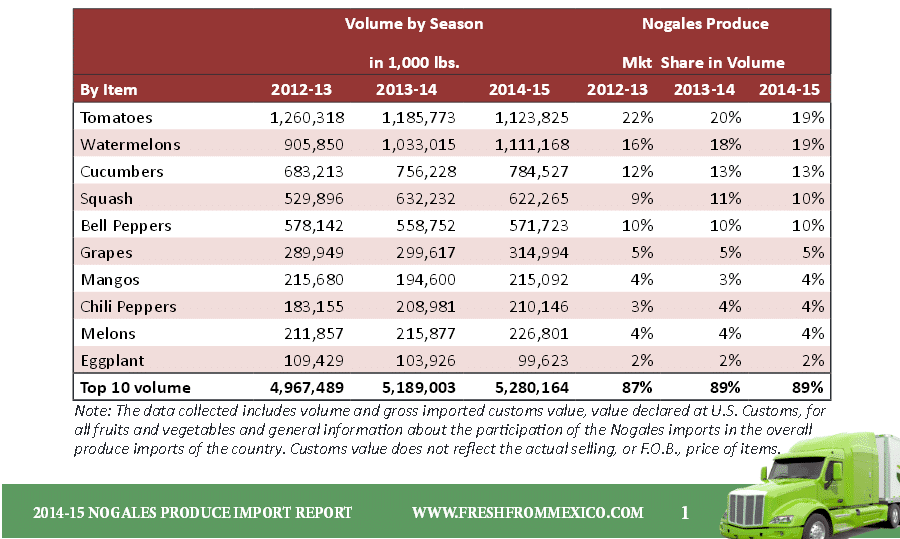 Volume by Season Nogales Produce
in 1,000 lbs. Mkt Share in Volume
By Item 2012-13 2013-14 2014-15 2012-13 2013-14 2014-15
Tomatoes 1,260,318 1,185,773 1,123,825 22% 20% 19%
Watermelons 905,850 1,033,015 1,111,168 16% 18% 19%
Cucumbers 683,213 756,228 784,527 12% 13% 13%
Squash 529,896 632,232 622,265 9% 11% 10%
Bell Peppers 578,142 558,752 571,723 10% 10% 10%
Grapes 289,949 299,617 314,994 5% 5% 5%
Mangos 215,680 194,600 215,092 4% 3% 4%
Chili Peppers 183,155 208,981 210,146 3% 4% 4%
Melons 211,857 215,877 226,801 4% 4% 4%
Eggplant 109,429 103,926 99,623 2% 2% 2%
Top 10 volume 4,967,489 5,189,003 5,280,164 87% 89% 89%
Note: The data collected includes volume and gross imported customs value, value declared at U.S. Customs, for
all fruits and vegetables and general information about the participation of the Nogales imports in the overall
produce imports of the country. Customs value does not reflect the actual selling, or F.O.B., price of items.
2014-15 NOGALES PRODUCE IMPORT REPORT WWW.FRESHFROMMEXICO.COM 1